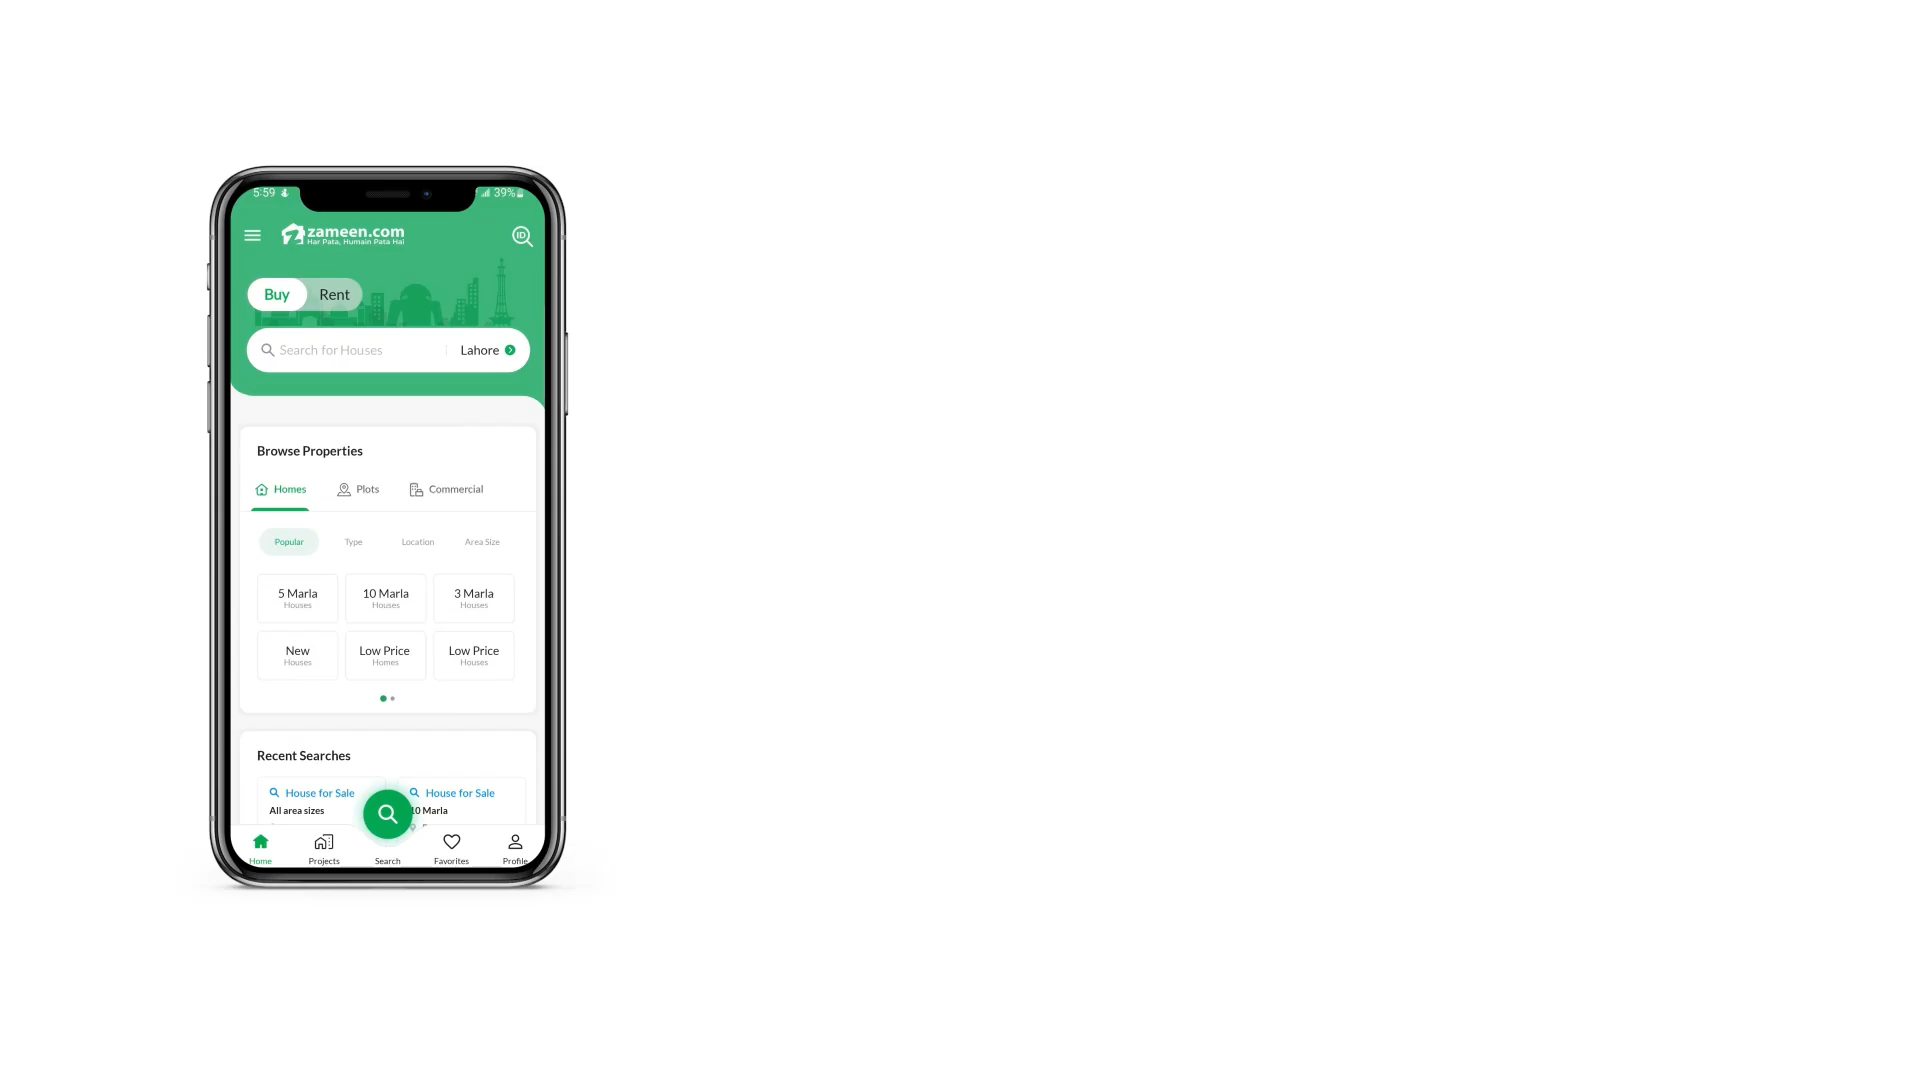 5:59
39%
zameen.com
Har Pata, Humain Pata Hai
ID
Buy Rent
Search for Houses Lahore
Browse Properties
Homes Plots Commercial
Popular Type Location Area Size
5 Marla 10 Marla 3 Marla
Houses Houses Houses
New Low Price Low Price
Houses Homes Houses
Recent Searches
House for Sale House for Sale
All area sizes 10 Marla
Home Projects Search Favorites Profile